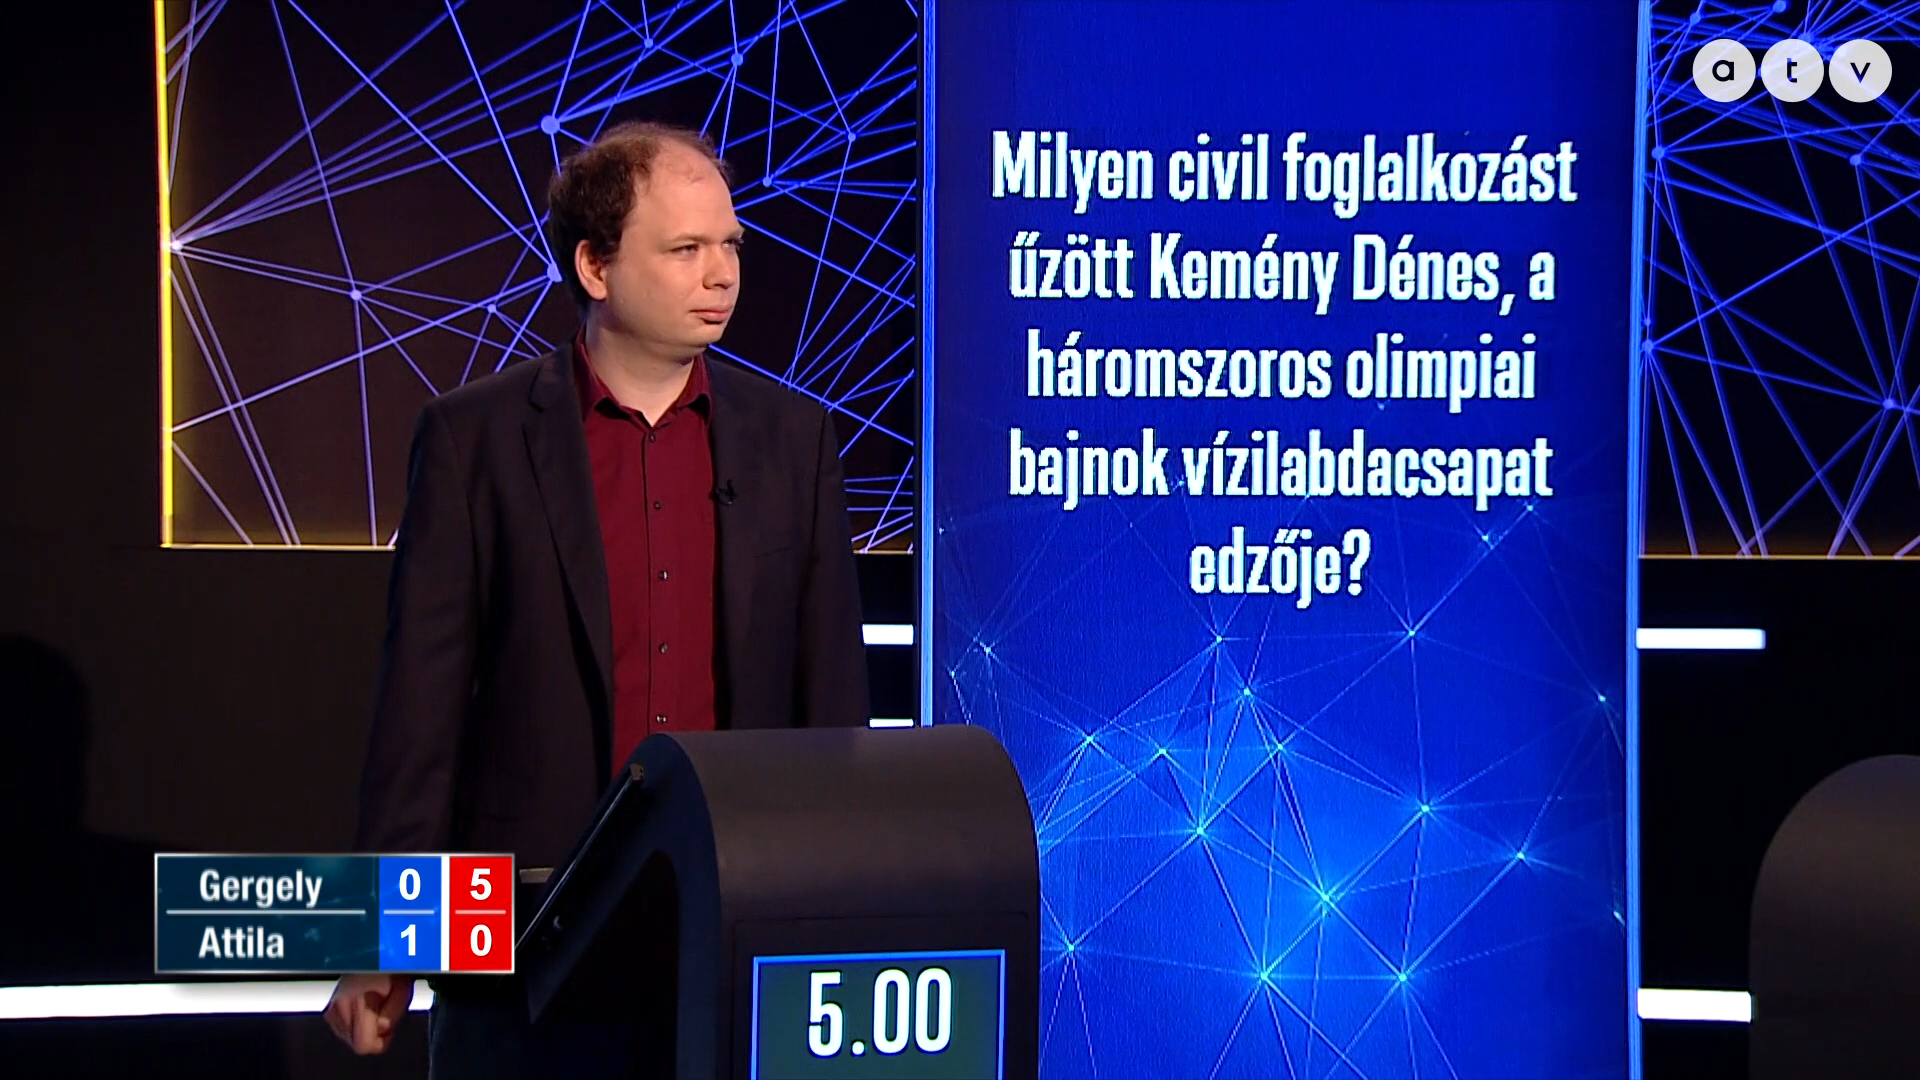 atv
Milyen civil foglalkozást
űzött Kemény Dénes, a
háromszoros olimpiai
bajnok vízilabdacsapat
edzője?
Gergely 0 5
Attila 1 0
5.00